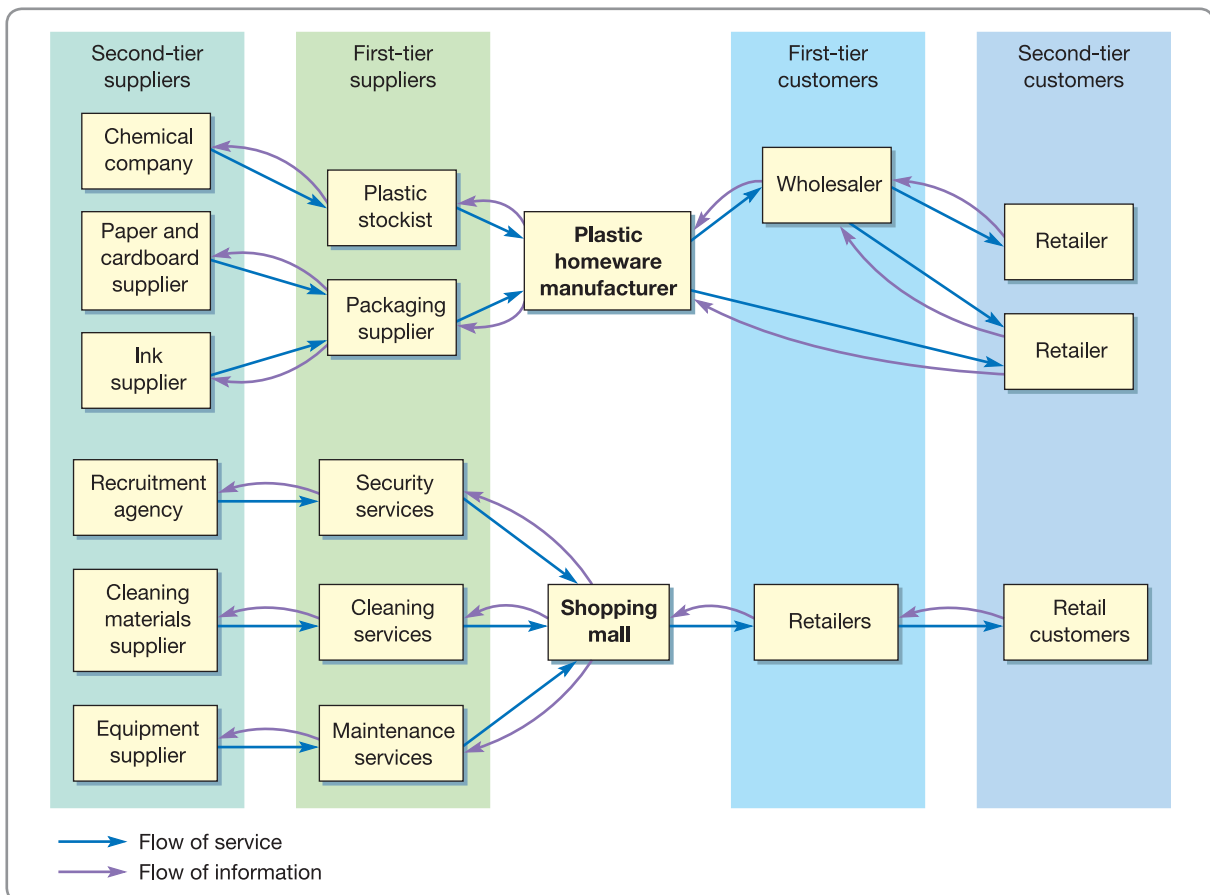 Second-tier
suppliers
First-tier
suppliers
First-tier
customers
Second-tier
customers
Chemical
company
Plastic
stockist
Wholesaler
Paper and
cardboard
supplier
Plastic
homeware
manufacturer
Retailer
Packaging
supplier
Ink
supplier
Retailer
Recruitment
agency
Security
services
Cleaning
materials
supplier
Cleaning
services
Shopping
mall
Retailers
Retail
customers
Equipment
supplier
Maintenance
services
Flow of service
Flow of information